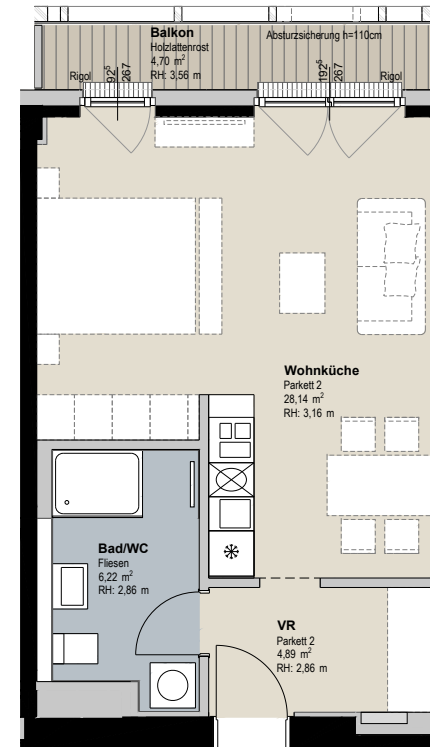 Balkon
Holzlattenrost
4,70 m²
RH: 3,56 m
Absturzsicherung h=110cm
Rigol
92⁵
267
192⁵
267
Rigol
Wohnküche
Parkett 2
28,14 m²
RH: 3,16 m
Bad/WC
Fliesen
6,22 m²
RH: 2,86 m
VR
Parkett 2
4,89 m²
RH: 2,86 m